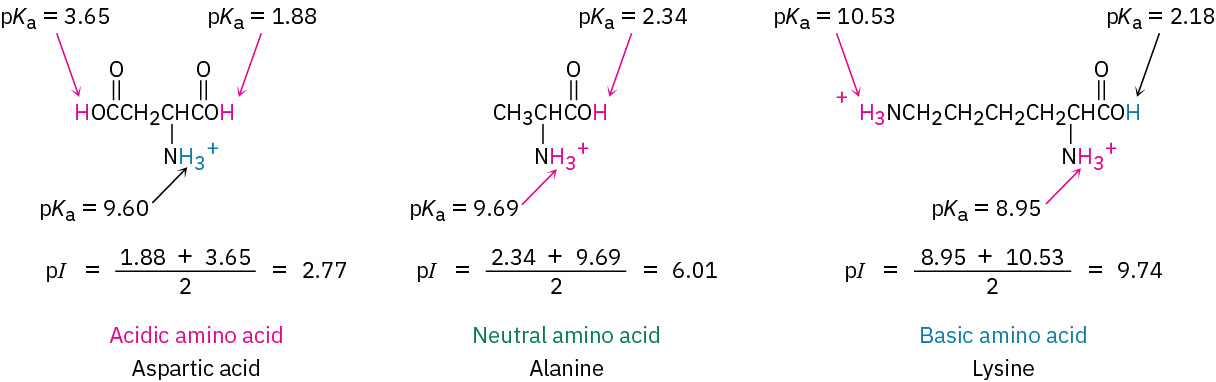 pKₐ = 3.65 pKₐ = 1.88 pKₐ = 2.34 pKₐ = 10.53 pKₐ = 2.18
O O O O
HOCCH₂CHCOH CH₃CHCOH ⁺H₃NCH₂CH₂CH₂CH₂CHCOH
NH₃⁺ NH₃⁺ NH₃⁺
pKₐ = 9.60 pKₐ = 9.69 pKₐ = 8.95
pI = (1.88 + 3.65) / 2 = 2.77 pI = (2.34 + 9.69) / 2 = 6.01 pI = (8.95 + 10.53) / 2 = 9.74
Acidic amino acid Neutral amino acid Basic amino acid
Aspartic acid Alanine Lysine